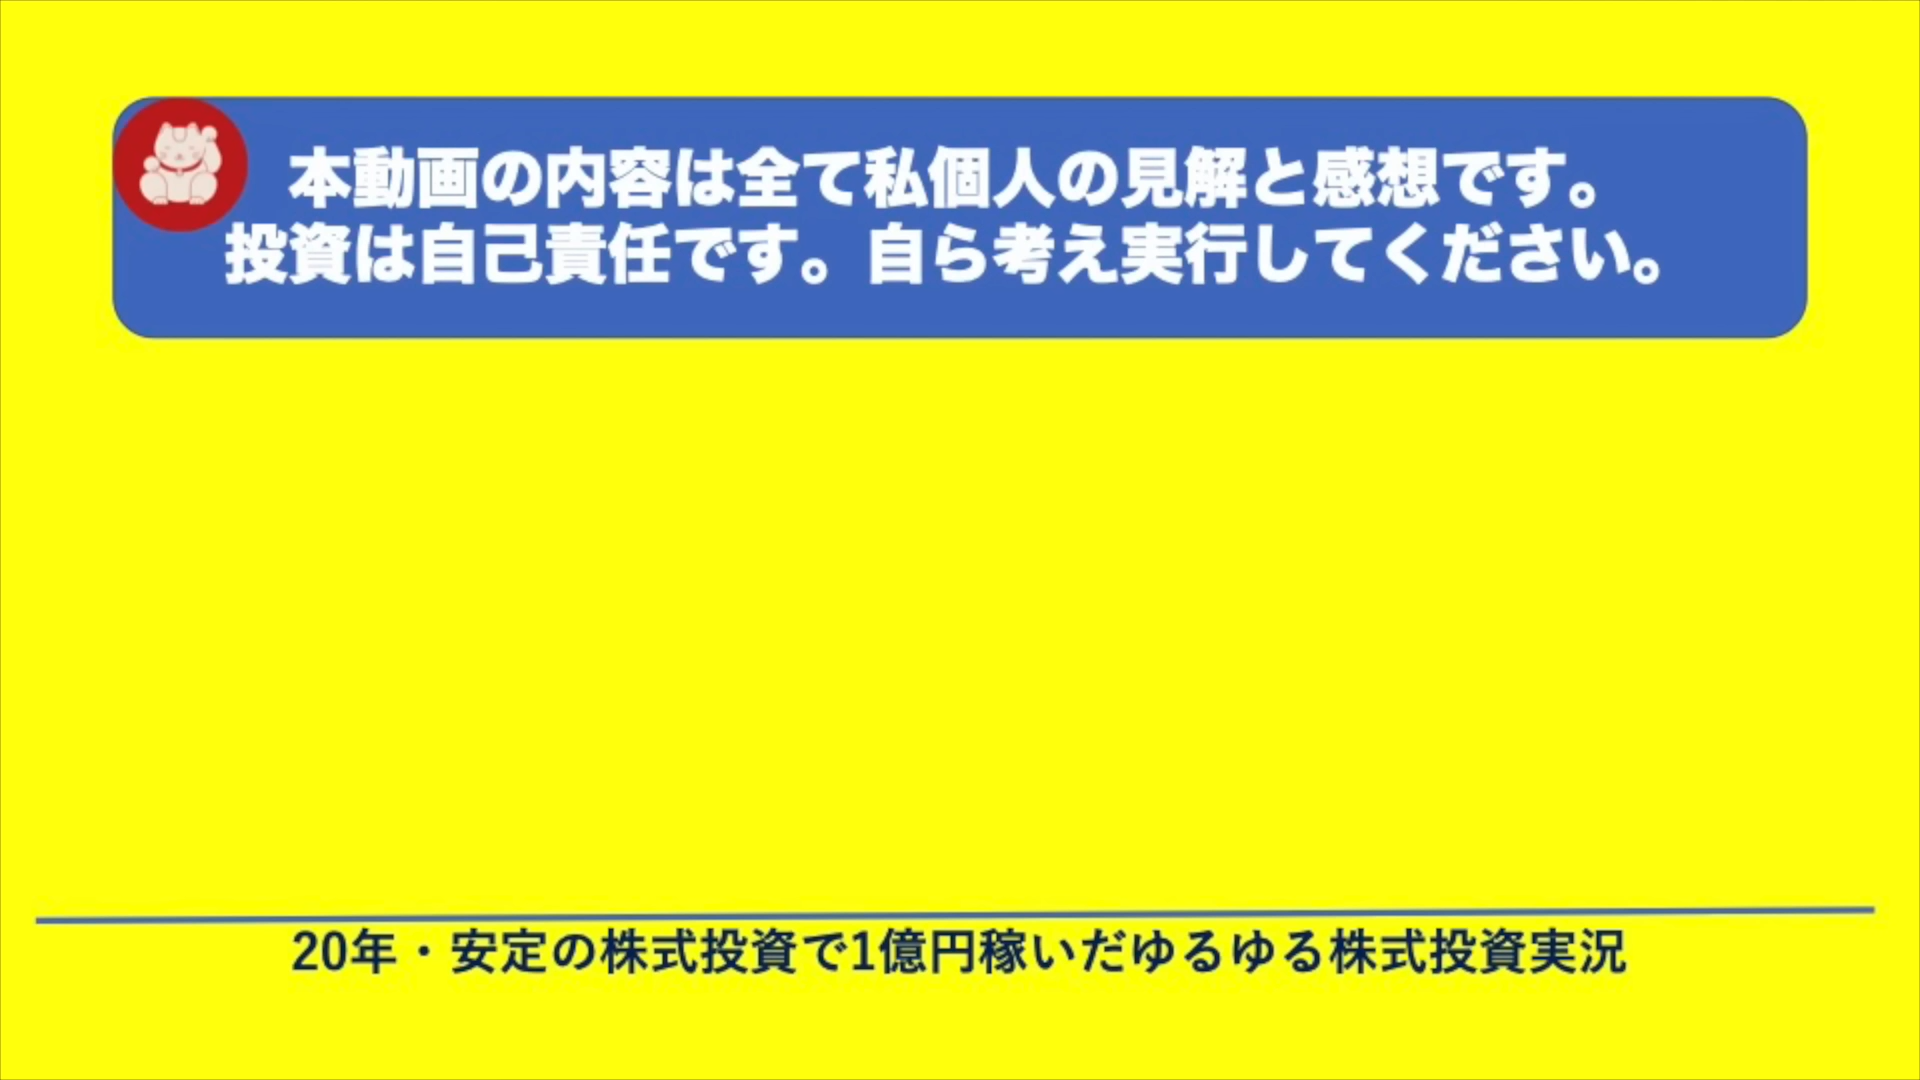 本動画の内容は全て私個人の見解と感想です。
投資は自己責任です。自ら考え実行してください。
20年・安定の株式投資で1億円稼いだゆるゆる株式投資実況